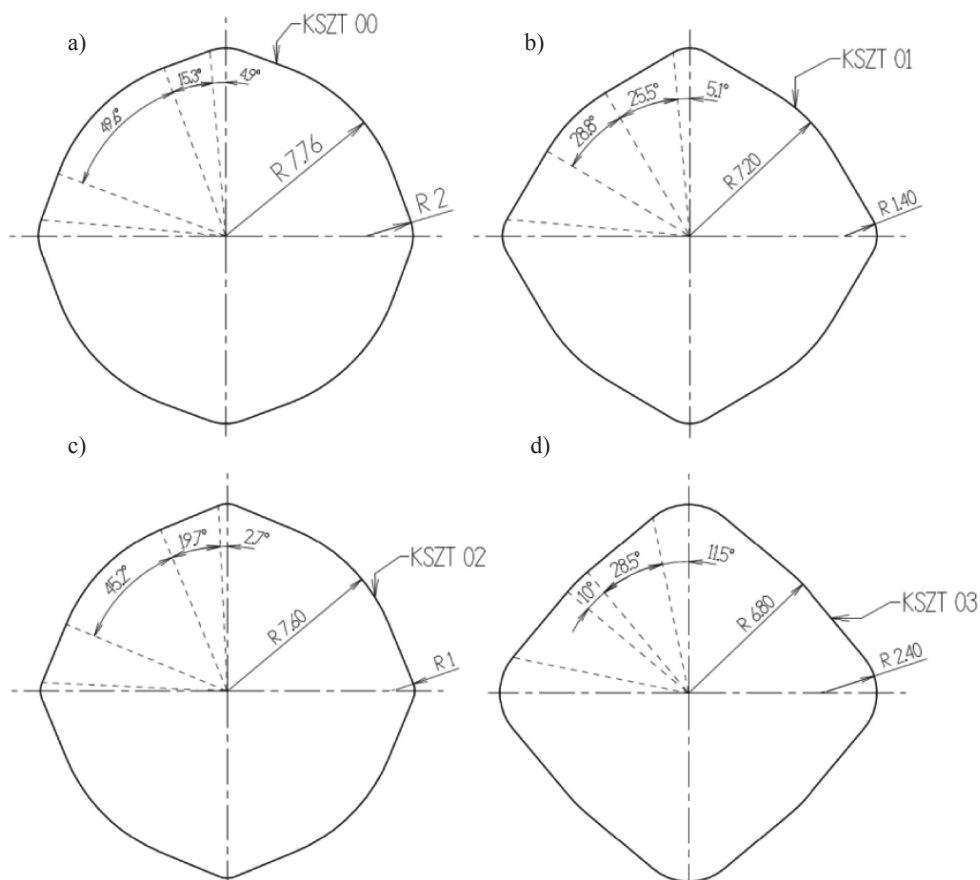 a)
KSZT 00
49.6°
15.3°
4.9°
R 7.76
R 2
b)
KSZT 01
28.8°
25.5°
5.1°
R 7.20
R 1.40
c)
KSZT 02
45.2°
19.7°
2.7°
R 7.60
R 1
d)
KSZT 03
10°
28.5°
11.5°
R 6.80
R 2.40